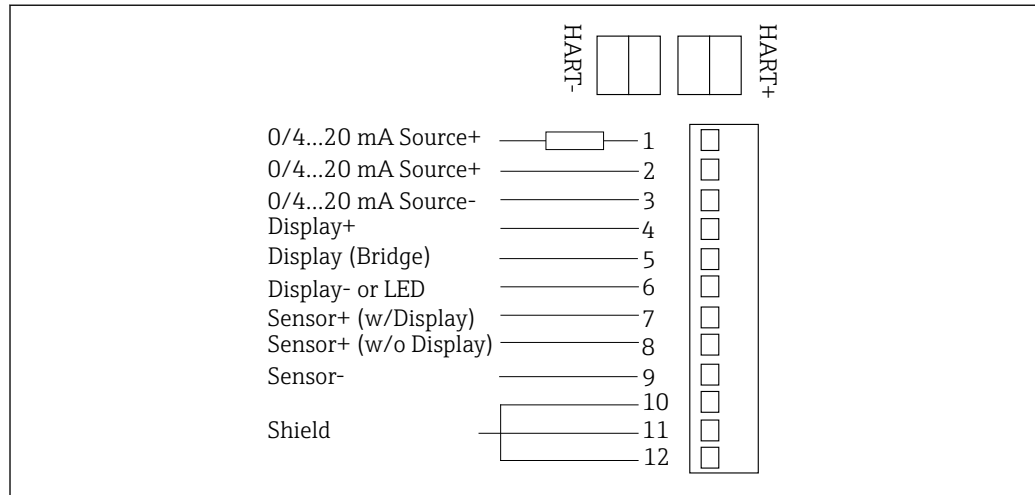 HART-
HART+
0/4...20 mA Source+ 1
0/4...20 mA Source+ 2
0/4...20 mA Source- 3
Display+ 4
Display (Bridge) 5
Display- or LED 6
Sensor+ (w/Display) 7
Sensor+ (w/o Display) 8
Sensor- 9
10
Shield 11
12